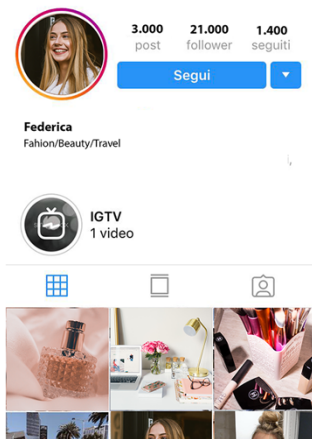 3.000 21.000 1.400
post follower seguiti
Segui
Federica
Fahion/Beauty/Travel
IGTV
1 video